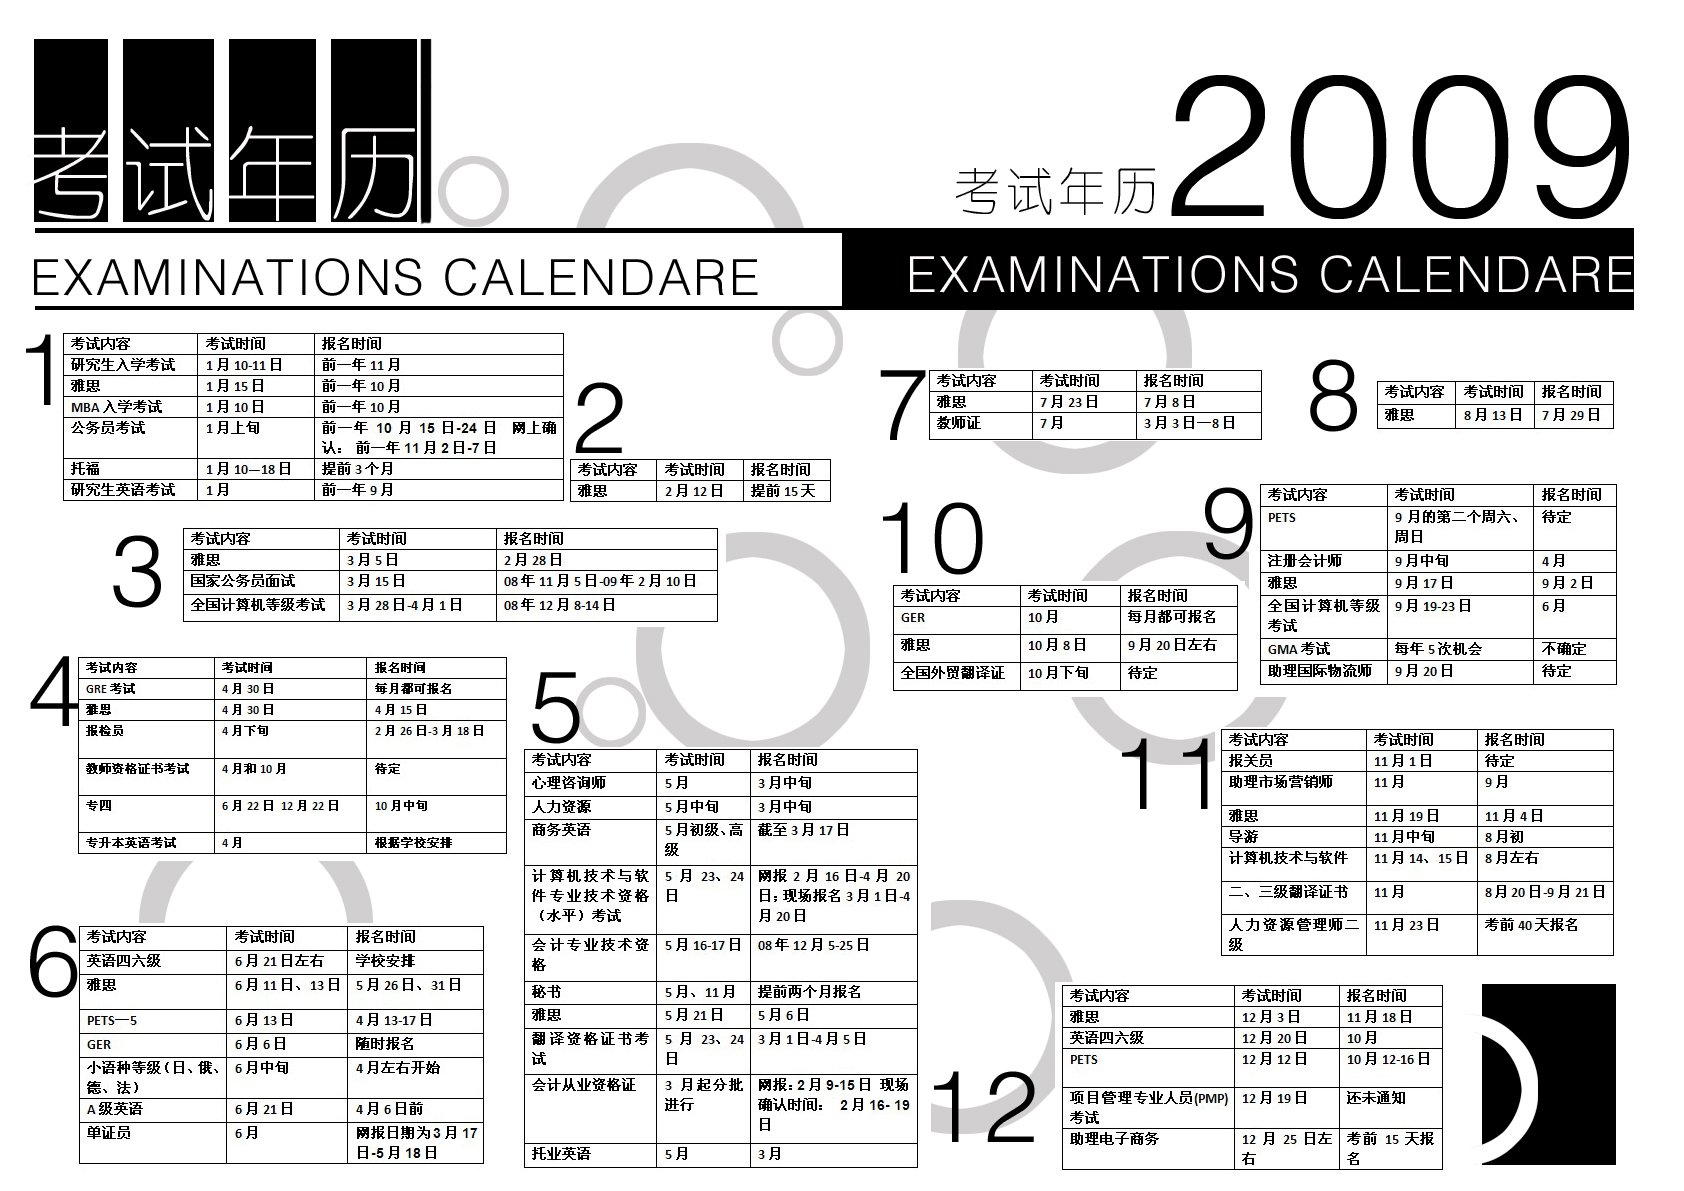 考试年历
EXAMINATIONS CALENDARE
考试年历2009
EXAMINATIONS CALENDARE
1
考试内容 考试时间 报名时间
研究生入学考试 1月10-11日 前一年11月
雅思 1月15日 前一年10月
MBA入学考试 1月10日 前一年10月
公务员考试 1月上旬 前一年 10 月 15 日-24 日 网上确
认： 前一年11月2日-7日
托福 1月10—18日 提前3个月
研究生英语考试 1月 前一年9月
2
考试内容 考试时间 报名时间
雅思 2月12日 提前15天
3
考试内容 考试时间 报名时间
雅思 3月5日 2月28日
国家公务员面试 3月15日 08年11月5日-09年2月10日
全国计算机等级考试 3月28日-4月1日 08年12月8-14日
4
考试内容 考试时间 报名时间
GRE考试 4月30日 每月都可报名
雅思 4月30日 4月15日
报检员 4月下旬 2月26日-3月18日
教师资格证书考试 4月和10月 待定
专四 6月22日 12月22日 10月中旬
专升本英语考试 4月 根据学校安排
5
考试内容 考试时间 报名时间
心理咨询师 5月 3月中旬
人力资源 5月中旬 3月中旬
商务英语 5月初级、高 截至3月17日
级
计算机技术与软 5 月 23、24 网报 2 月 16 日-4 月 20
件专业技术资格 日 日；现场报名3月1日-4
（水平）考试 月20日
会计专业技术资 5月16-17日 08年12月5-25日
格
秘书 5月、11月 提前两个月报名
雅思 5月21日 5月6日
翻译资格证书考 5 月 23、24 3月1日-4月5日
试 日
会计从业资格证 3 月起分批 网报：2月9-15日 现场
进行 确认时间： 2月16- 19
日
托业英语 5月 3月
6
考试内容 考试时间 报名时间
英语四六级 6月21日左右 学校安排
雅思 6月11日、13日 5月26日、31日
PETS—5 6月13日 4月13-17日
GER 6月6日 随时报名
小语种等级（日、俄、 6月中旬 4月左右开始
德、法）
A级英语 6月21日 4月6日前
单证员 6月 网报日期为3月17
日-5月18日
7
考试内容 考试时间 报名时间
雅思 7月23日 7月8日
教师证 7月 3月3日—8日
8
考试内容 考试时间 报名时间
雅思 8月13日 7月29日
9
考试内容 考试时间 报名时间
PETS 9月的第二个周六、 待定
周日
注册会计师 9月中旬 4月
雅思 9月17日 9月2日
全国计算机等级 9月19-23日 6月
考试
GMA考试 每年5次机会 不确定
助理国际物流师 9月20日 待定
10
考试内容 考试时间 报名时间
GER 10月 每月都可报名
雅思 10月8日 9月20日左右
全国外贸翻译证 10月下旬 待定
11
考试内容 考试时间 报名时间
报关员 11月1日 待定
助理市场营销师 11月 9月
雅思 11月19日 11月4日
导游 11月中旬 8月初
计算机技术与软件 11月14、15日 8月左右
二、三级翻译证书 11月 8月20日-9月21日
人力资源管理师二 11月23日 考前40天报名
级
12
考试内容 考试时间 报名时间
雅思 12月3日 11月18日
英语四六级 12月20日 10月
PETS 12月12日 10月12-16日
项目管理专业人员(PMP) 12月19日 还未通知
考试
助理电子商务 12 月 25 日左 考前 15 天报
右 名